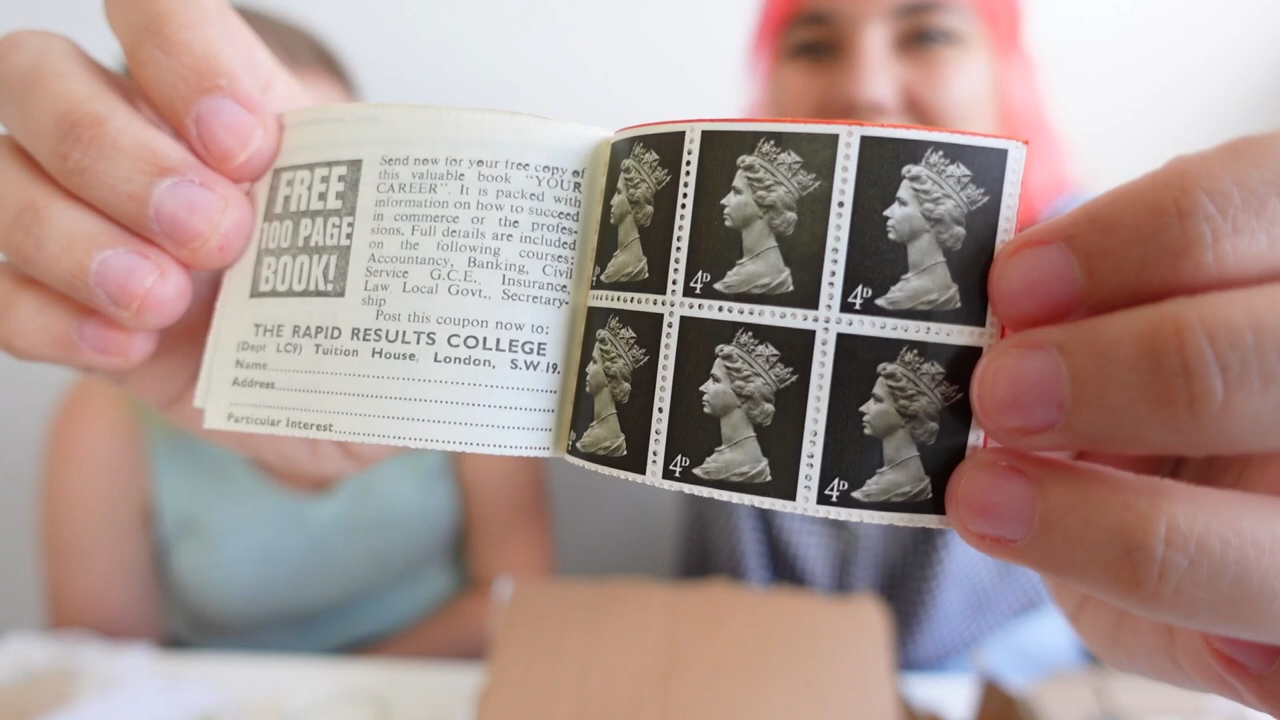 FREE
100 PAGE
BOOK!
Send now for your free copy of
this valuable book "YOUR
CAREER". It is packed with
information on how to succeed
in commerce or the profes-
sions. Full details are included
on the following courses:
Accountancy, Banking, Civil
Service G.C.E., Insurance,
Law Local Govt., Secretary-
ship
Post this coupon now to:
THE RAPID RESULTS COLLEGE
(Dept LC9) Tuition House, London, S.W.19.
Name
Address
Particular Interest
D
4D
4D
D
4D
4D